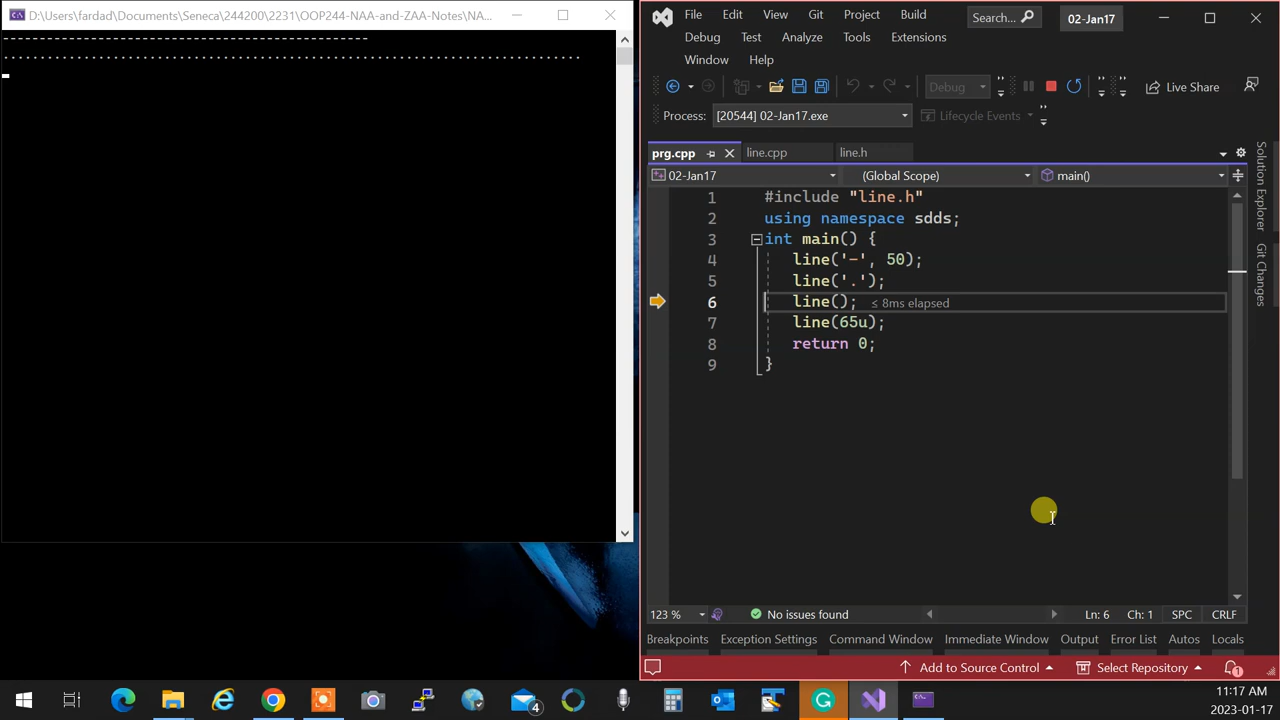 D:\Users\fardad\Documents\Seneca\244200\2231\OOP244-NAA-and-ZAA-Notes\NA...
--------------------------------------------------
................................................................................
File Edit View Git Project Build Search... 02-Jan17
Debug Test Analyze Tools Extensions
Window Help
Debug Live Share
Process: [20544] 02-Jan17.exe Lifecycle Events
prg.cpp line.cpp line.h
02-Jan17 (Global Scope) main()
1 #include "line.h"
2 using namespace sdds;
3 int main() {
4 line('-', 50);
5 line('.');
6 line(); ≤ 8ms elapsed
7 line(65u);
8 return 0;
9 }
Solution Explorer
Git Changes
123 % No issues found Ln: 6 Ch: 1 SPC CRLF
Breakpoints Exception Settings Command Window Immediate Window Output Error List Autos Locals
Add to Source Control Select Repository 1
4
11:17 AM
2023-01-17